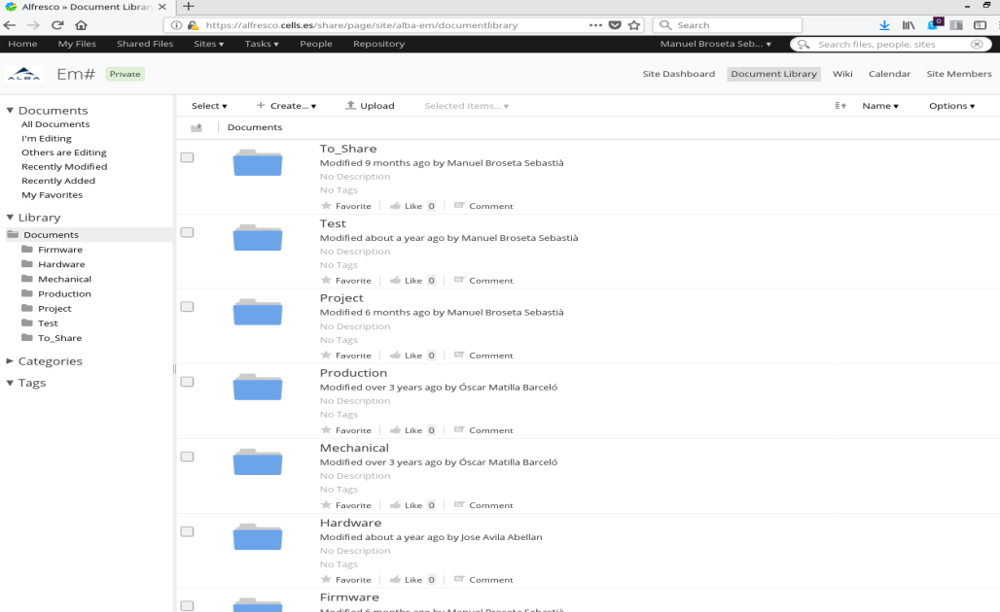 Alfresco » Document Library
https://alfresco.cells.es/share/page/site/alba-em/documentlibrary
Search
0
Home My Files Shared Files Sites Tasks People Repository Manuel Broseta Seb... Search files, people, sites
ALBA Em# Private Site Dashboard Document Library Wiki Calendar Site Members
Select Create... Upload Selected Items... Name Options
Documents
Documents
All Documents
I'm Editing
Others are Editing
Recently Modified
Recently Added
My Favorites
Library
Documents
Firmware
Hardware
Mechanical
Production
Project
Test
To_Share
Categories
Tags
To_Share
Modified 9 months ago by Manuel Broseta Sebastià
No Description
No Tags
Favorite Like 0 Comment
Test
Modified about a year ago by Manuel Broseta Sebastià
No Description
No Tags
Favorite Like 0 Comment
Project
Modified 6 months ago by Manuel Broseta Sebastià
No Description
No Tags
Favorite Like 0 Comment
Production
Modified over 3 years ago by Óscar Matilla Barceló
No Description
No Tags
Favorite Like 0 Comment
Mechanical
Modified over 3 years ago by Óscar Matilla Barceló
No Description
No Tags
Favorite Like 0 Comment
Hardware
Modified about a year ago by Jose Avila Abellan
No Description
No Tags
Favorite Like 0 Comment
Firmware
Modified 6 months ago by Manuel Broseta Sebastià